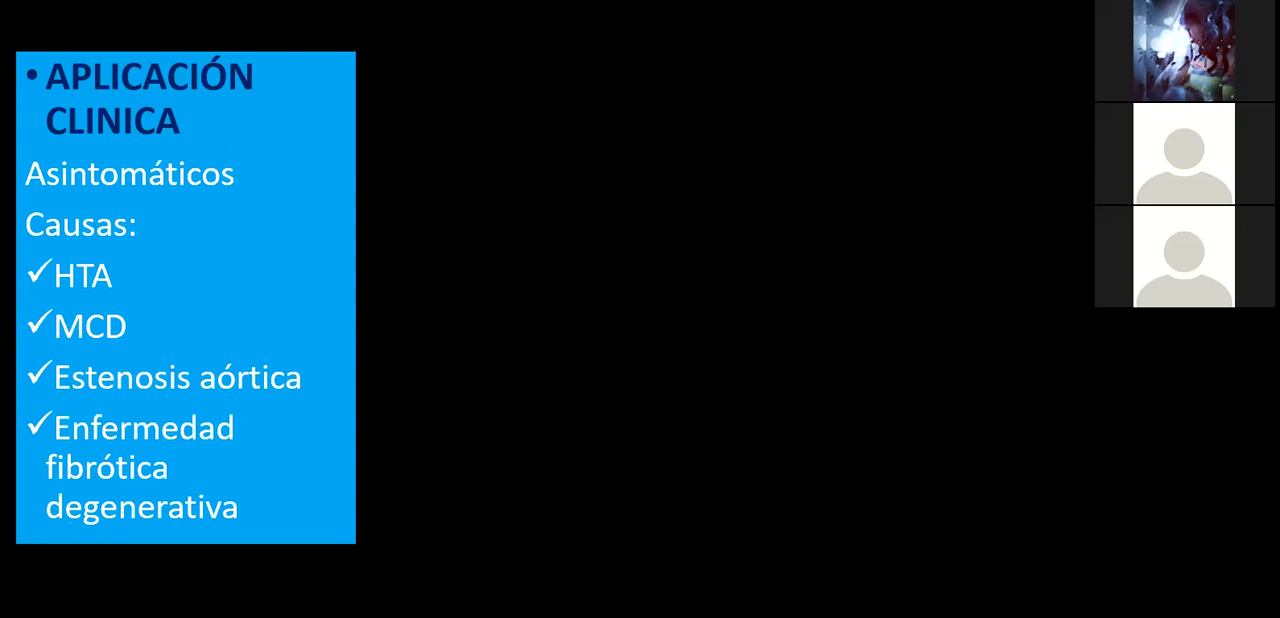 • APLICACIÓN
CLINICA
Asintomáticos
Causas:
✓HTA
✓MCD
✓Estenosis aórtica
✓Enfermedad
fibrótica
degenerativa